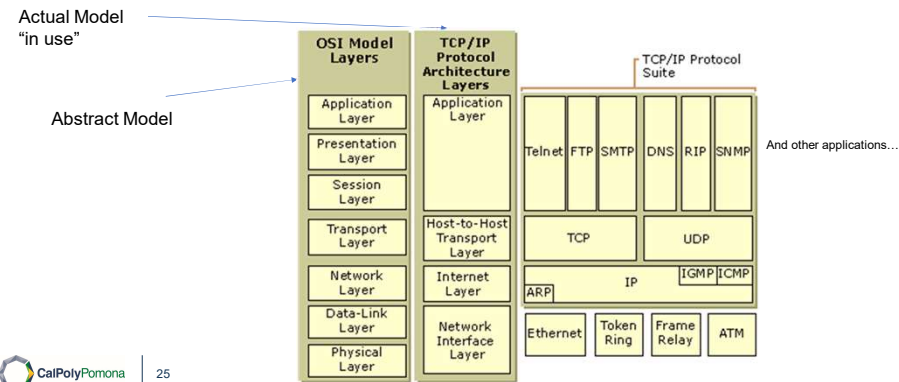 Actual Model
“in use”
Abstract Model
OSI Model
Layers
Application
Layer
Presentation
Layer
Session
Layer
Transport
Layer
Network
Layer
Data-Link
Layer
Physical
Layer
TCP/IP
Protocol
Architecture
Layers
Application
Layer
Host-to-Host
Transport
Layer
Internet
Layer
Network
Interface
Layer
TCP/IP Protocol
Suite
Telnet
FTP
SMTP
DNS
RIP
SNMP
And other applications…
TCP
UDP
ARP
IP
IGMP
ICMP
Ethernet
Token
Ring
Frame
Relay
ATM
CalPolyPomona
25